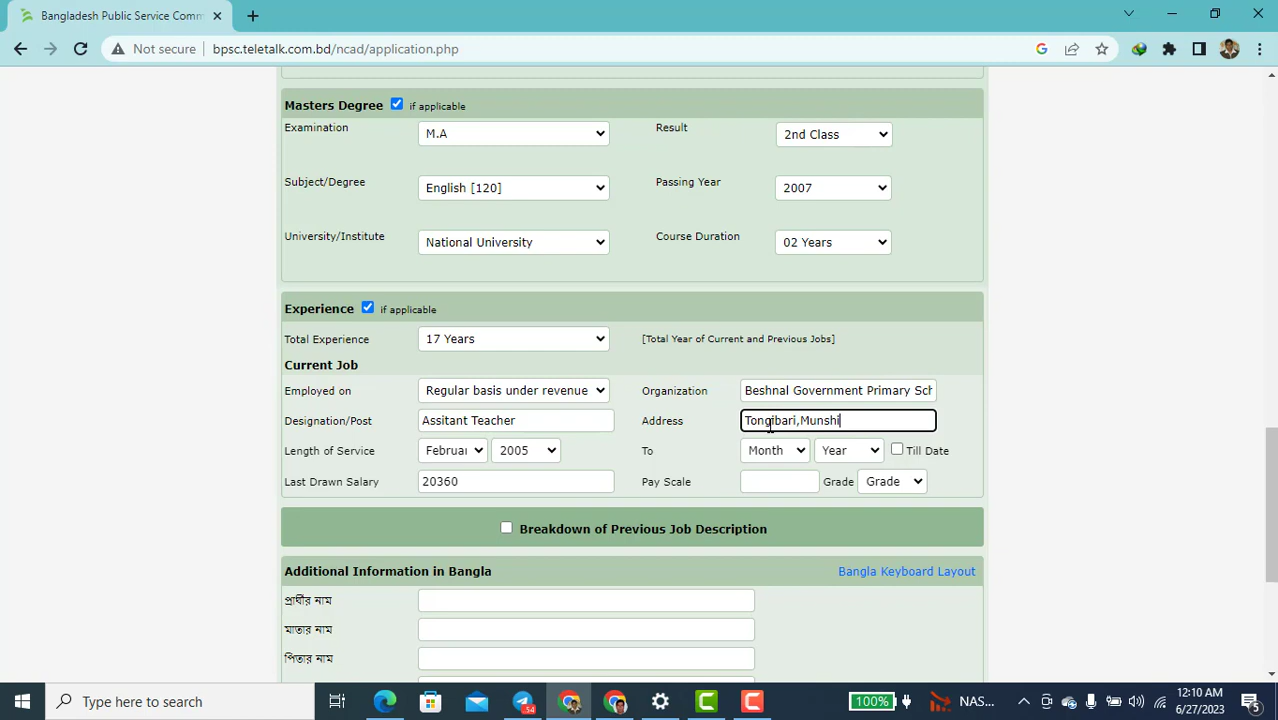 Bangladesh Public Service Comm
Not secure
bpsc.teletalk.com.bd/ncad/application.php
Masters Degree if applicable
Examination M.A Result 2nd Class
Subject/Degree English [120] Passing Year 2007
University/Institute National University Course Duration 02 Years
Experience if applicable
Total Experience 17 Years [Total Year of Current and Previous Jobs]
Current Job
Employed on Regular basis under revenue Organization Beshnal Government Primary Sch
Designation/Post Assitant Teacher Address Tongibari,Munshi
Length of Service Februar 2005 To Month Year Till Date
Last Drawn Salary 20360 Pay Scale Grade Grade
Breakdown of Previous Job Description
Additional Information in Bangla Bangla Keyboard Layout
প্রার্থীর নাম
মাতার নাম
পিতার নাম
Type here to search
54
100%
NAS...
12:10 AM
6/27/2023
5